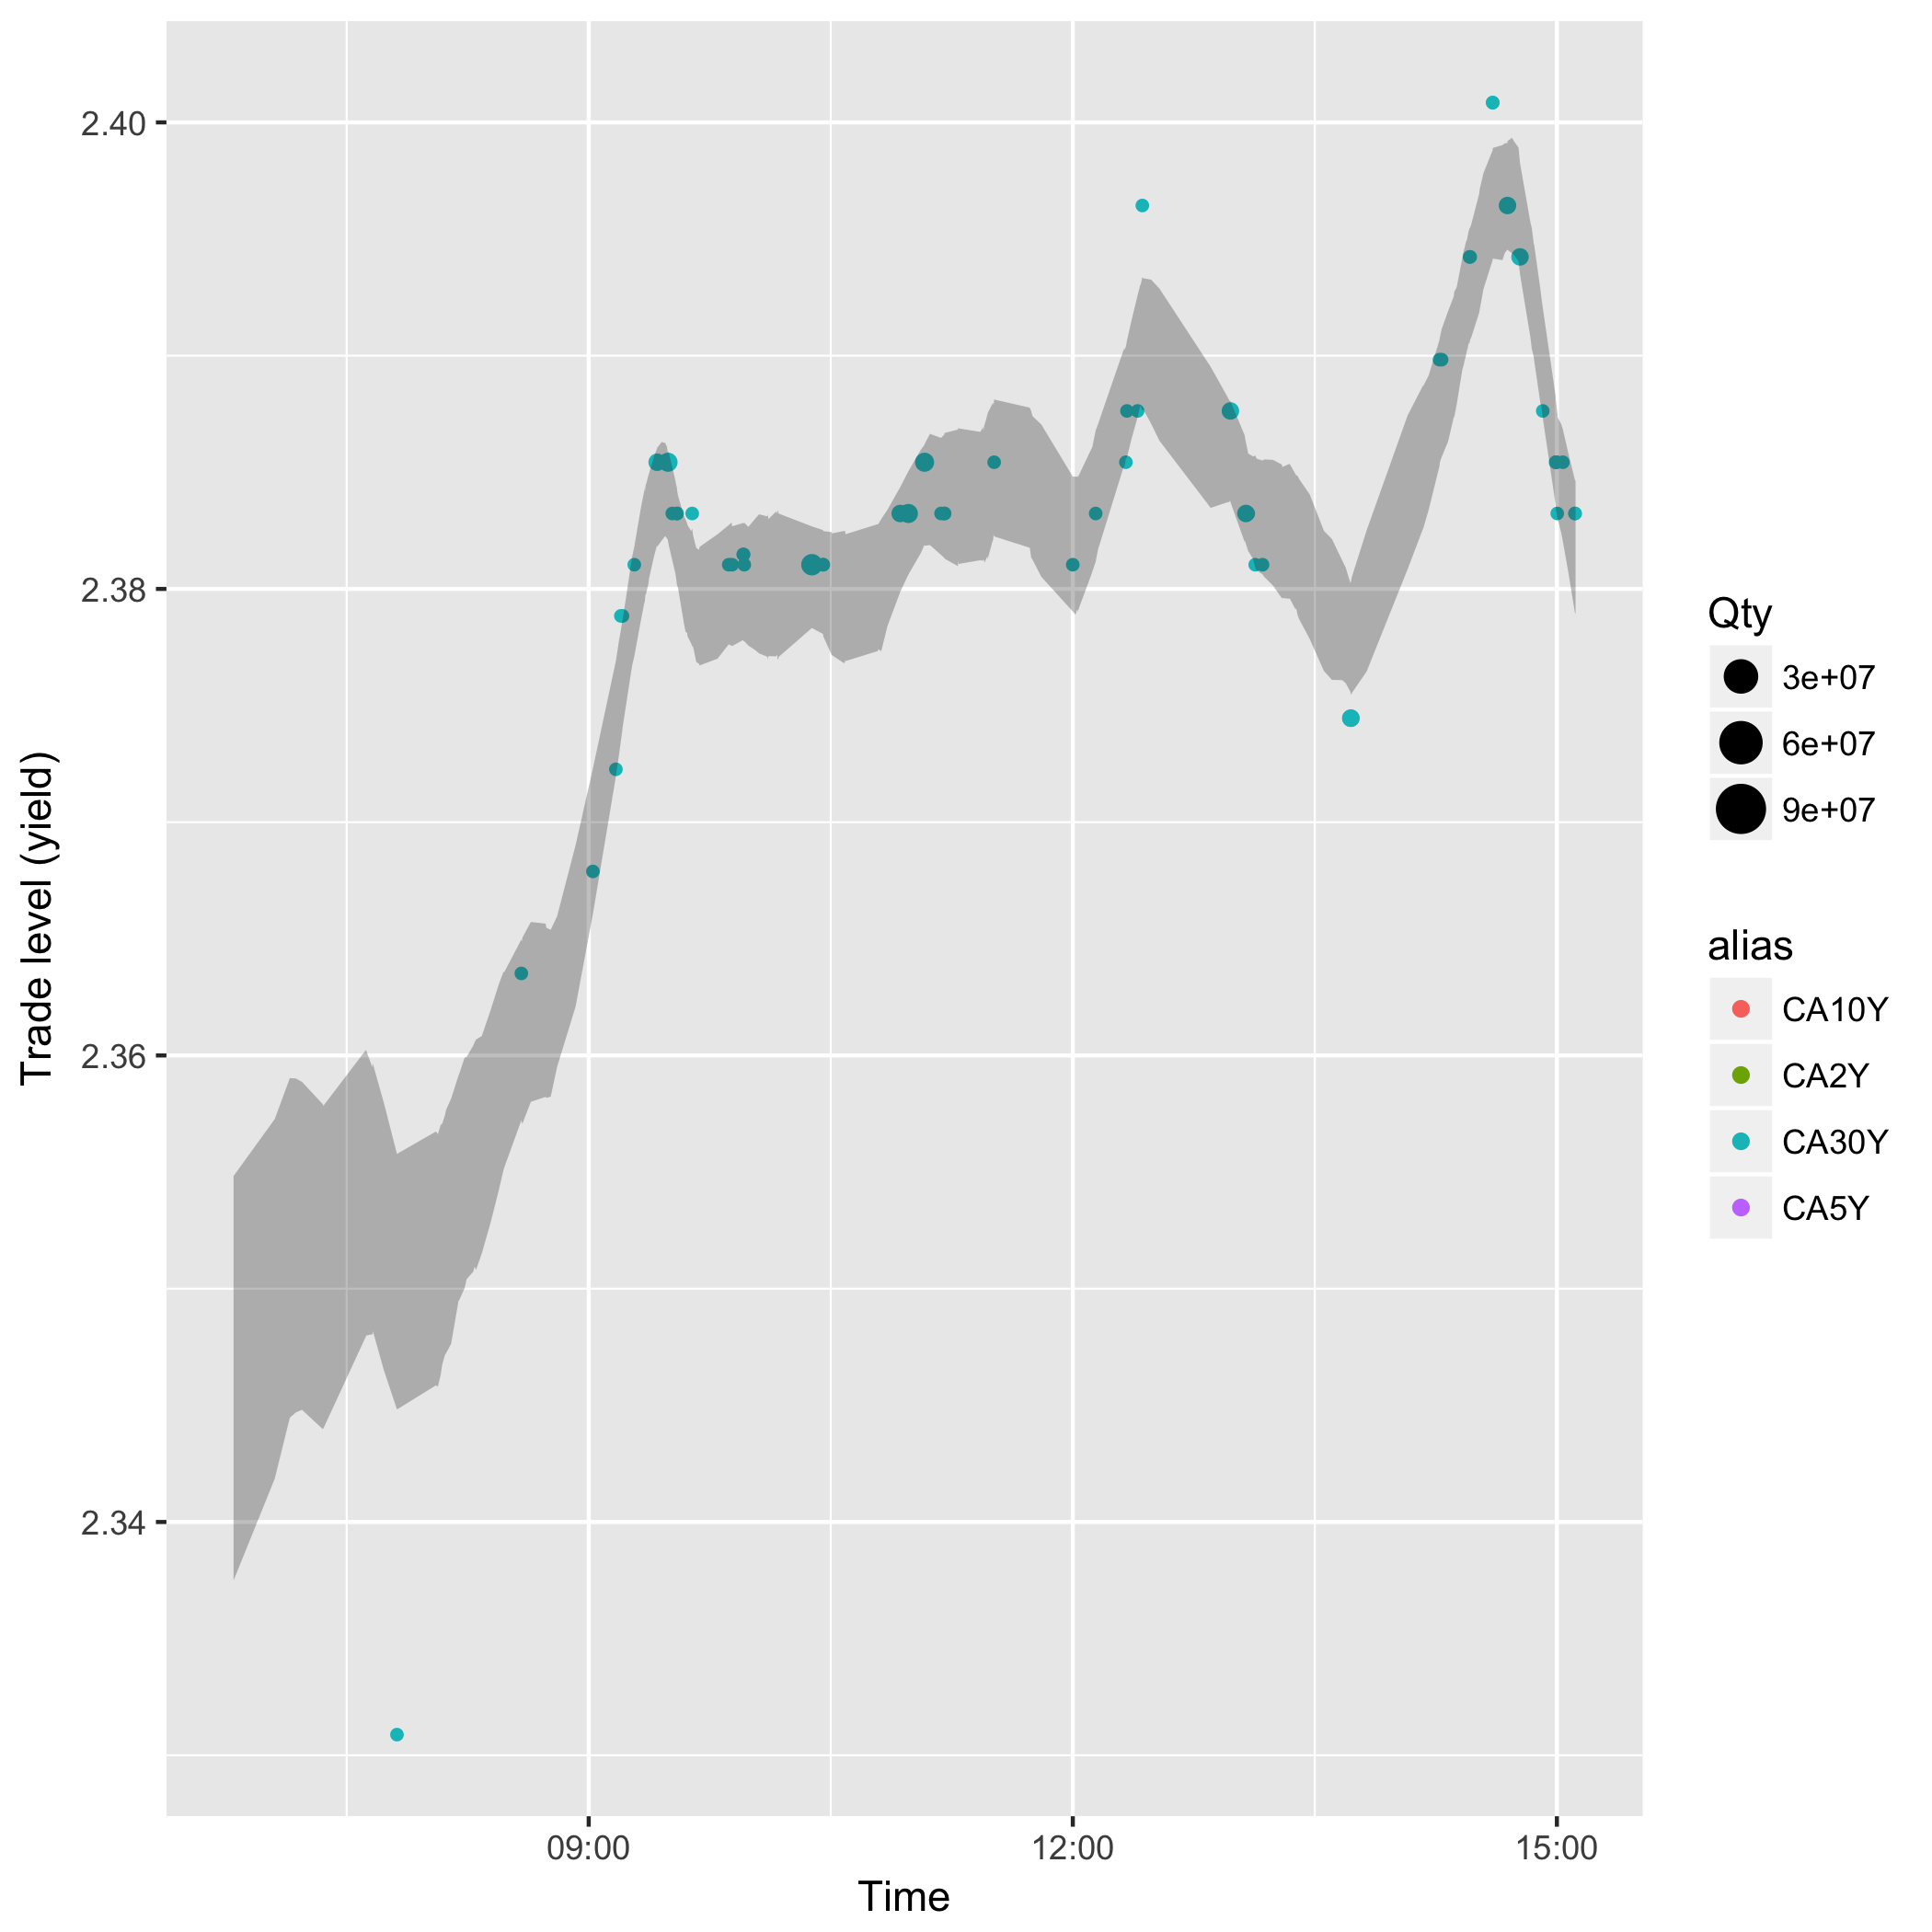 2.40
2.38
2.36
2.34
Trade level (yield)
09:00
12:00
15:00
Time
Qty
3e+07
6e+07
9e+07
alias
CA10Y
CA2Y
CA30Y
CA5Y